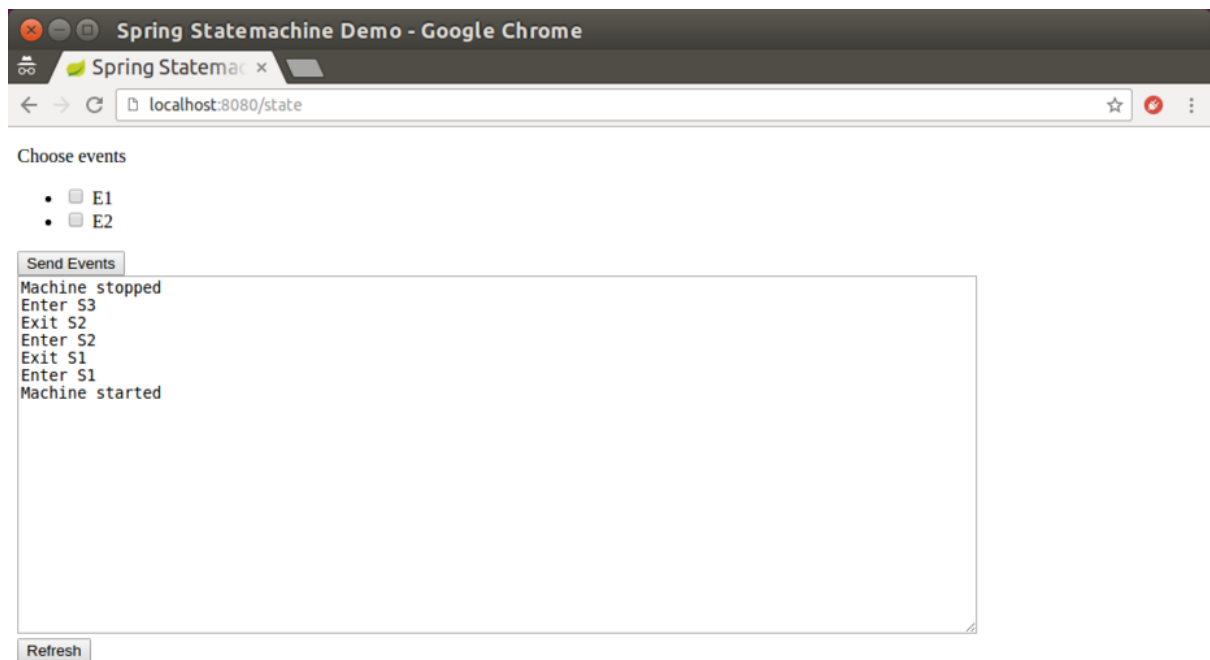 Spring Statemachine Demo - Google Chrome
Spring Statemac ×
localhost:8080/state
Choose events
• E1
• E2
Send Events
Machine stopped
Enter S3
Exit S2
Enter S2
Exit S1
Enter S1
Machine started
Refresh